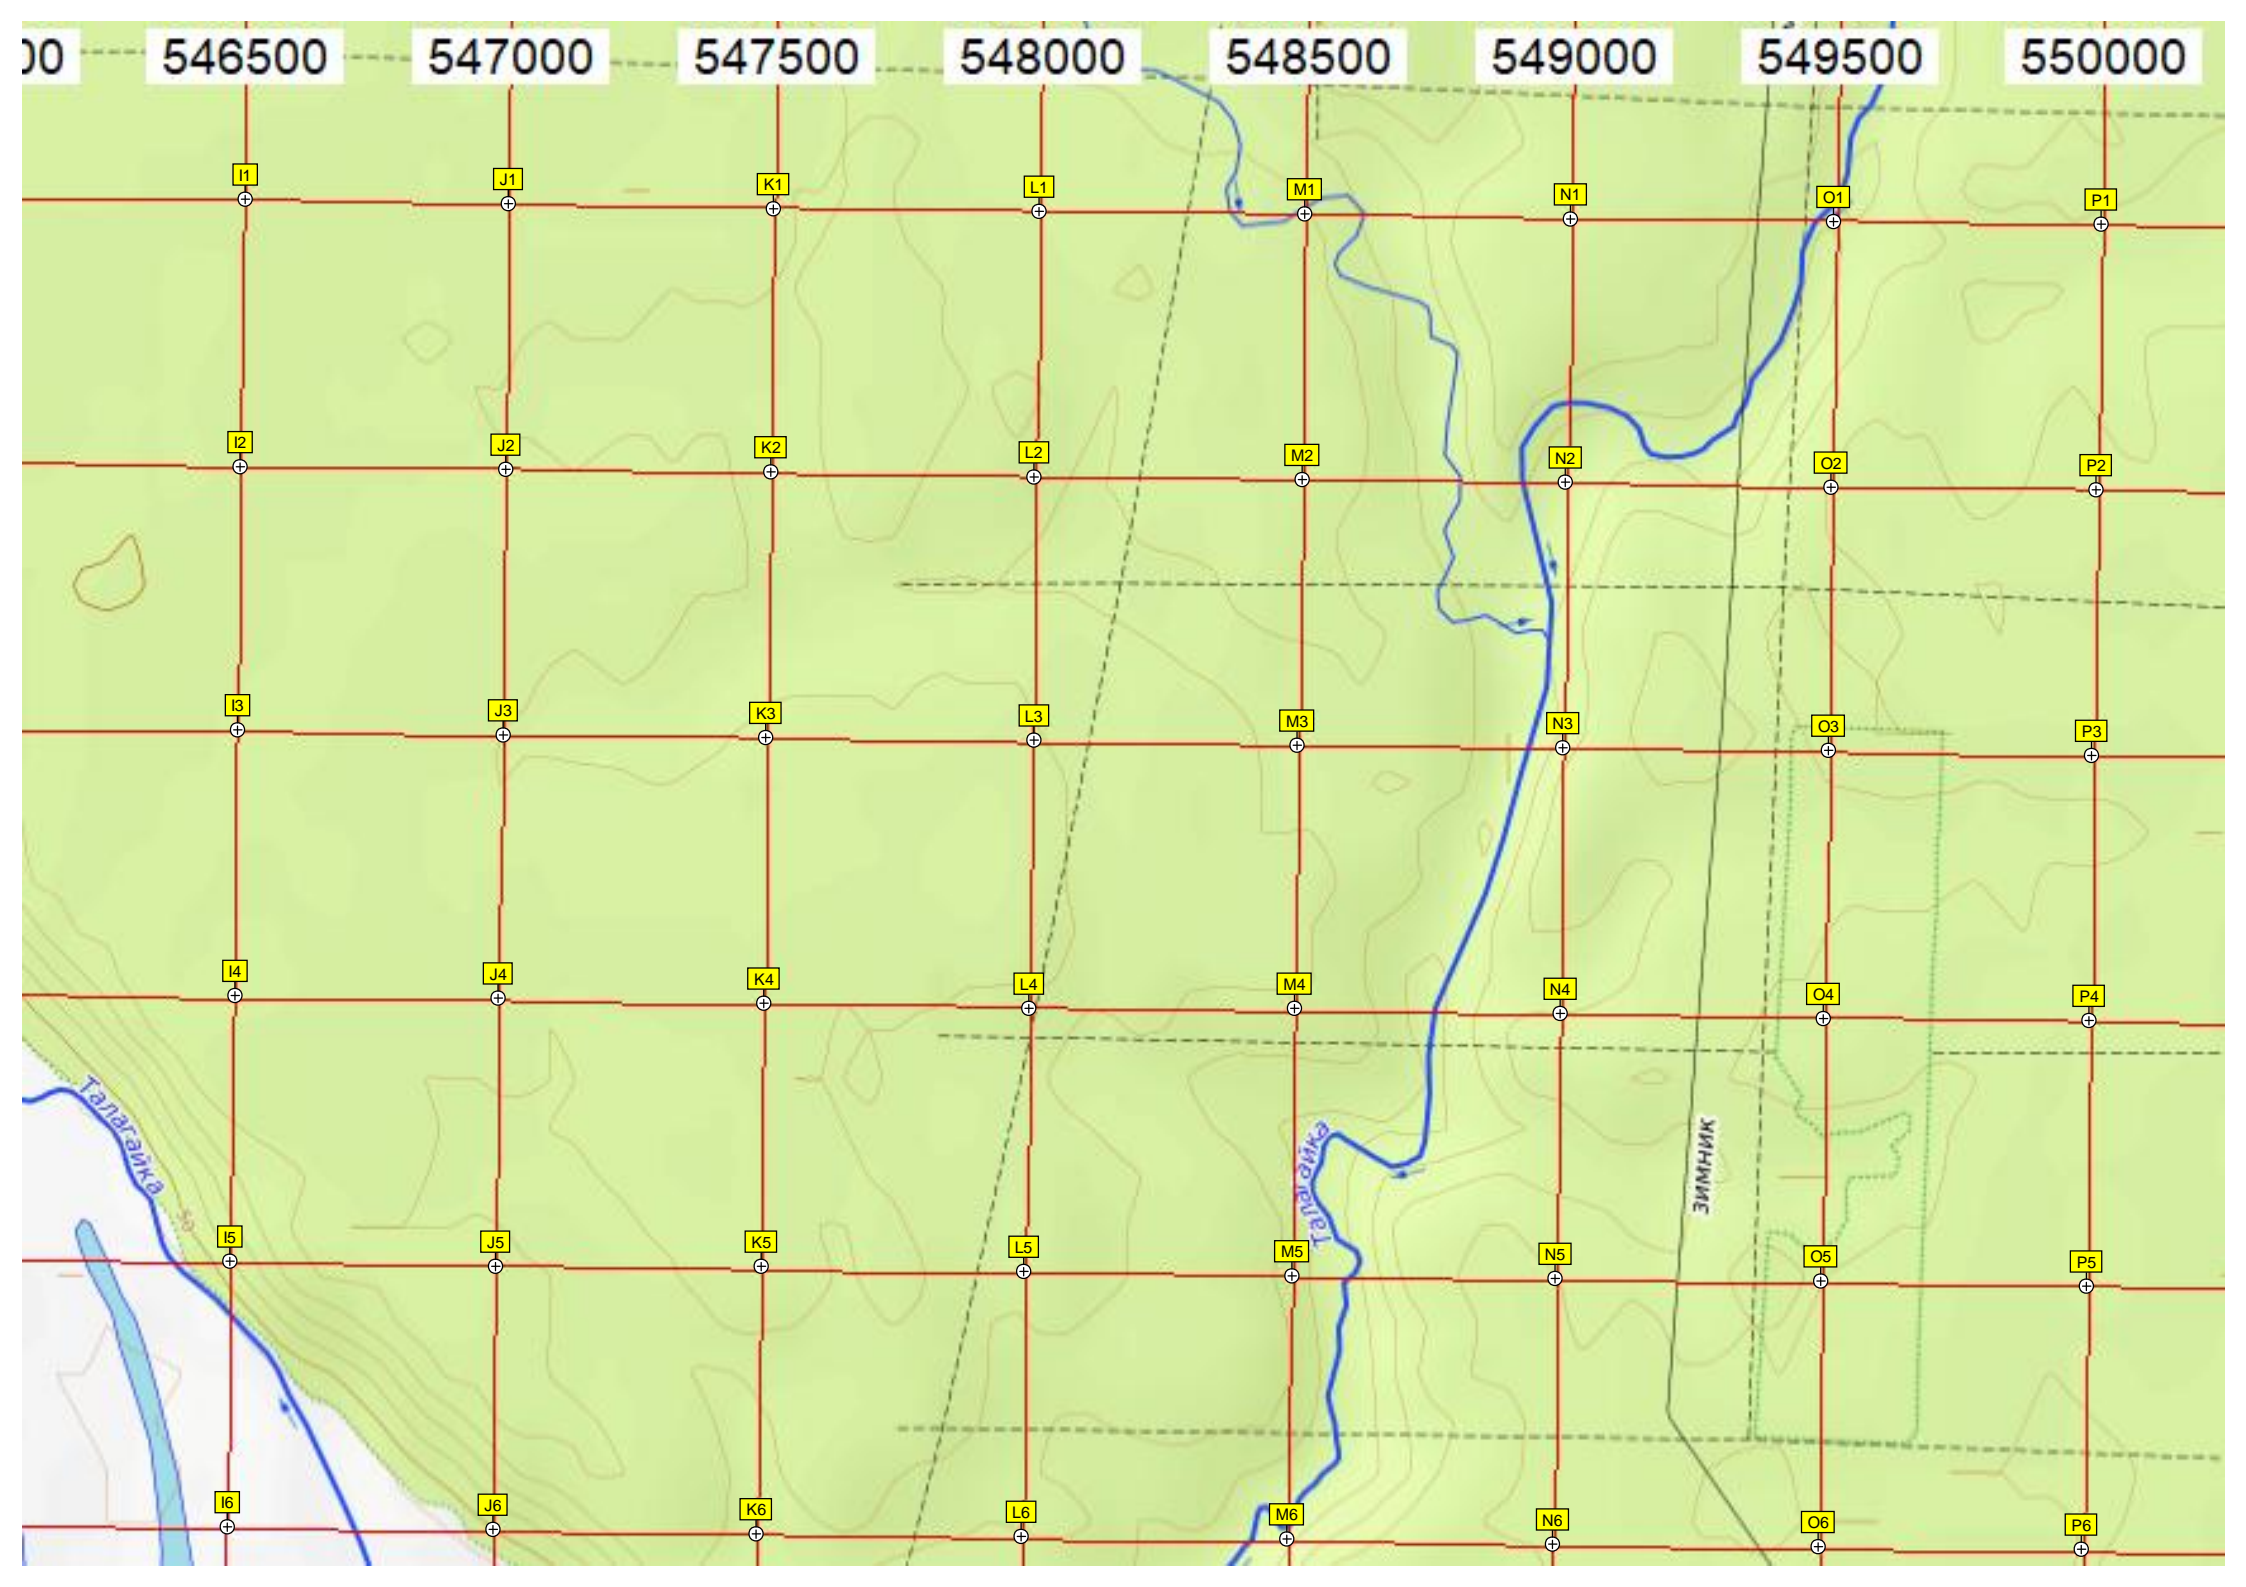 00 546500 547000 547500 548000 548500 549000 549500 550000
I1 J1 K1 L1 M1 N1 O1 P1
I2 J2 K2 L2 M2 N2 O2 P2
I3 J3 K3 L3 M3 N3 O3 P3
I4 J4 K4 L4 M4 N4 O4 P4
Талагайка
Талагайка
зимник
50
I5 J5 K5 L5 M5 N5 O5 P5
I6 J6 K6 L6 M6 N6 O6 P6